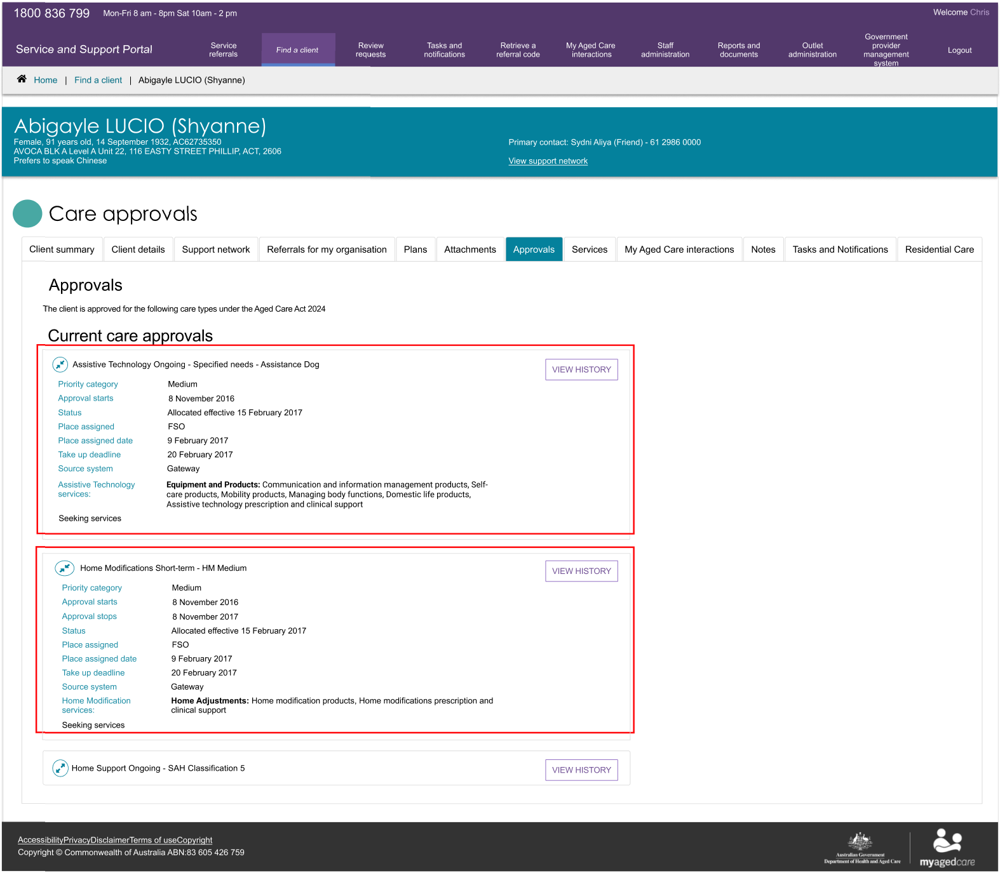 1800 836 799 Mon-Fri 8 am - 8pm Sat 10am - 2 pm Welcome Chris
Service and Support Portal
Service referrals
Find a client
Review requests
Tasks and notifications
Retrieve a referral code
My Aged Care interactions
Staff administration
Reports and documents
Outlet administration
Government provider management system
Logout
Home | Find a client | Abigayle LUCIO (Shyanne)
Abigayle LUCIO (Shyanne)
Female, 91 years old, 14 September 1932, AC62735350
AVOCA BLK A Level A Unit 22, 116 EASTY STREET PHILLIP, ACT, 2606
Prefers to speak Chinese
Primary contact: Sydni Aliya (Friend) - 61 2986 0000
View support network
Care approvals
Client summary Client details Support network Referrals for my organisation Plans Attachments Approvals Services My Aged Care interactions Notes Tasks and Notifications Residential Care
Approvals
The client is approved for the following care types under the Aged Care Act 2024
Current care approvals
Assistive Technology Ongoing - Specified needs - Assistance Dog VIEW HISTORY
Priority category Medium
Approval starts 8 November 2016
Status Allocated effective 15 February 2017
Place assigned FSO
Place assigned date 9 February 2017
Take up deadline 20 February 2017
Source system Gateway
Assistive Technology services:
Equipment and Products: Communication and information management products, Self-
care products, Mobility products, Managing body functions, Domestic life products,
Assistive technology prescription and clinical support
Seeking services
Home Modifications Short-term - HM Medium VIEW HISTORY
Priority category Medium
Approval starts 8 November 2016
Approval stops 8 November 2017
Status Allocated effective 15 February 2017
Place assigned FSO
Place assigned date 9 February 2017
Take up deadline 20 February 2017
Source system Gateway
Home Modification services:
Home Adjustments: Home modification products, Home modifications prescription and
clinical support
Seeking services
Home Support Ongoing - SAH Classification 5 VIEW HISTORY
AccessibilityPrivacyDisclaimerTerms of useCopyright
Copyright © Commonwealth of Australia ABN:83 605 426 759
Australian Government
Department of Health and Aged Care
myagedcare